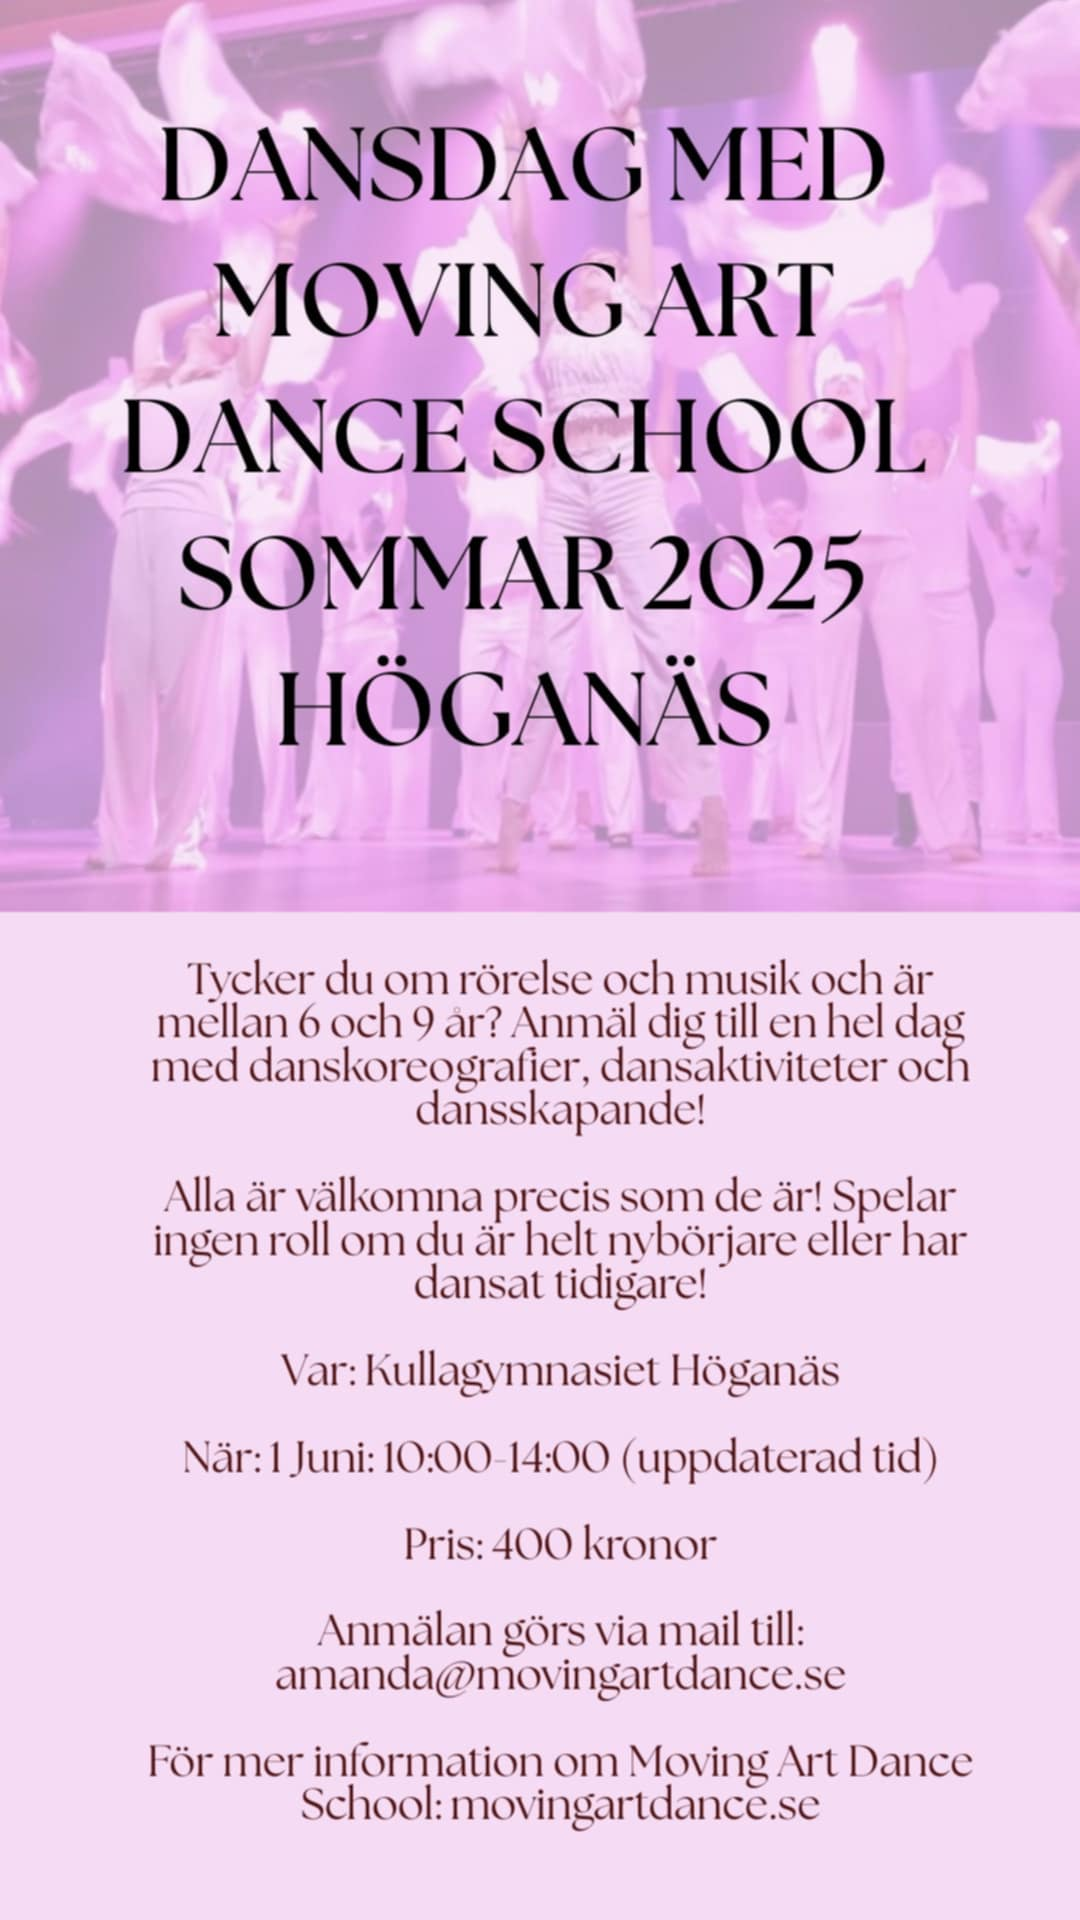 DANSDAG MED
MOVING ART
DANCE SCHOOL
SOMMAR 2025
HÖGANÄS
Tycker du om rörelse och musik och är
mellan 6 och 9 år? Anmäl dig till en hel dag
med danskoreografier, dansaktiviteter och
dansskapande!
Alla är välkomna precis som de är! Spelar
ingen roll om du är helt nybörjare eller har
dansat tidigare!
Var: Kullagymnasiet Höganäs
När: 1 Juni: 10:00-14:00 (uppdaterad tid)
Pris: 400 kronor
Anmälan görs via mail till:
amanda@movingartdance.se
För mer information om Moving Art Dance
School: movingartdance.se